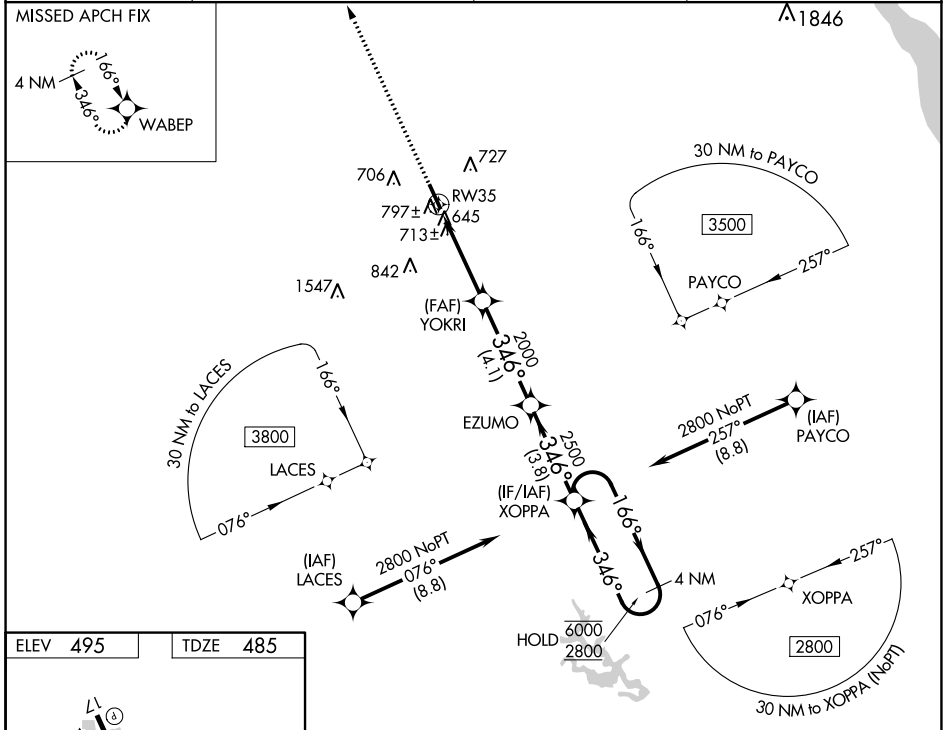 MISSED APCH FIX
4 NM
166°
346°
WABEP
1846
706
727
RW35
797±
645
713±
842
1547
(FAF)
YOKRI
2000
346°
(4.1)
EZUMO
2500
346°
(3.8)
(IF/IAF)
XOPPA
166°
346°
4 NM
HOLD
6000
2800
30 NM to PAYCO
3500
166°
257°
PAYCO
2800 NoPT
257°
(8.8)
(IAF)
PAYCO
30 NM to LACES
3800
166°
LACES
076°
(IAF)
LACES
2800 NoPT
076°
(8.8)
257°
076°
XOPPA
2800
30 NM to XOPPA (NoPT)
ELEV 495
TDZE 485
17
P